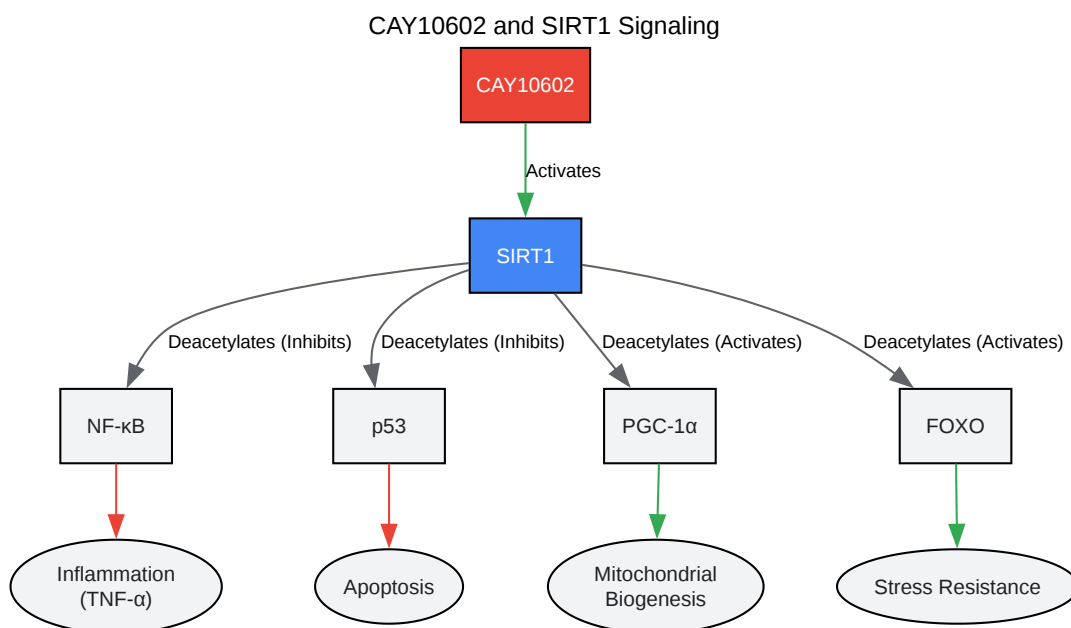 CAY10602 and SIRT1 Signaling
CAY10602
Activates
SIRT1
Deacetylates (Inhibits)
Deacetylates (Inhibits)
Deacetylates (Activates)
Deacetylates (Activates)
NF-κB
p53
PGC-1α
FOXO
Inflammation
(TNF-α)
Apoptosis
Mitochondrial
Biogenesis
Stress Resistance